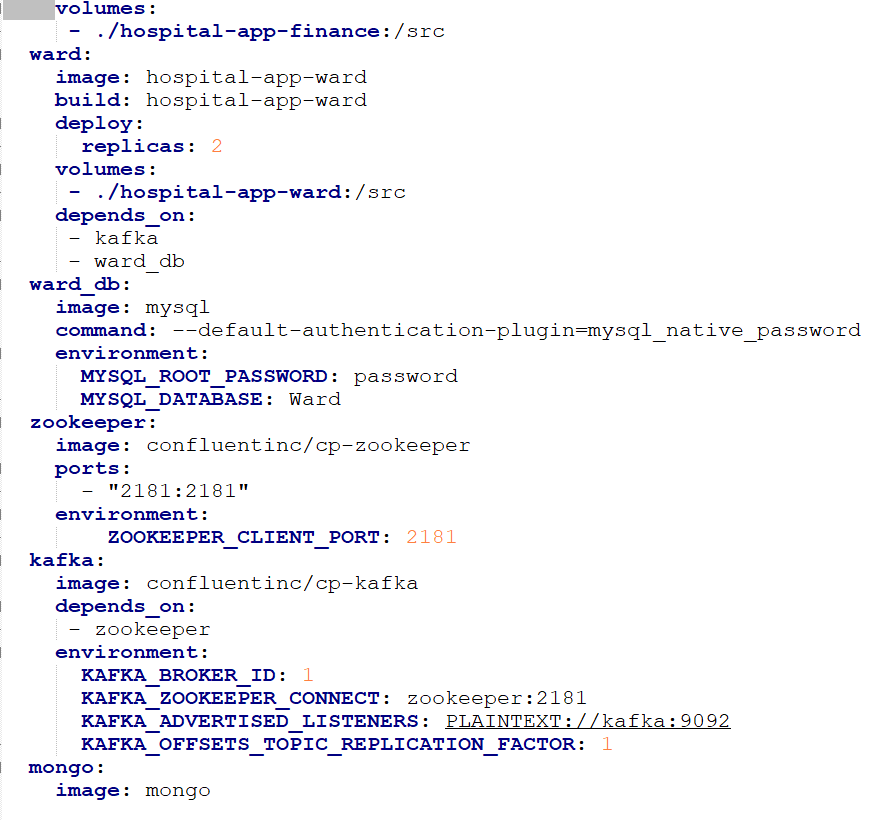 volumes:
     - ./hospital-app-finance:/src
  ward:
    image: hospital-app-ward
    build: hospital-app-ward
    deploy:
      replicas: 2
    volumes:
     - ./hospital-app-ward:/src
    depends_on:
     - kafka
     - ward_db
  ward_db:
    image: mysql
    command: --default-authentication-plugin=mysql_native_password
    environment:
      MYSQL_ROOT_PASSWORD: password
      MYSQL_DATABASE: Ward
  zookeeper:
    image: confluentinc/cp-zookeeper
    ports:
      - "2181:2181"
    environment:
        ZOOKEEPER_CLIENT_PORT: 2181
  kafka:
    image: confluentinc/cp-kafka
    depends_on:
     - zookeeper
    environment:
      KAFKA_BROKER_ID: 1
      KAFKA_ZOOKEEPER_CONNECT: zookeeper:2181
      KAFKA_ADVERTISED_LISTENERS: PLAINTEXT://kafka:9092
      KAFKA_OFFSETS_TOPIC_REPLICATION_FACTOR: 1
  mongo:
    image: mongo